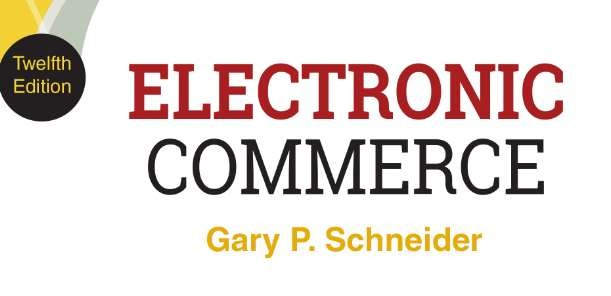 Twelfth
Edition
ELECTRONIC
COMMERCE
Gary P. Schneider